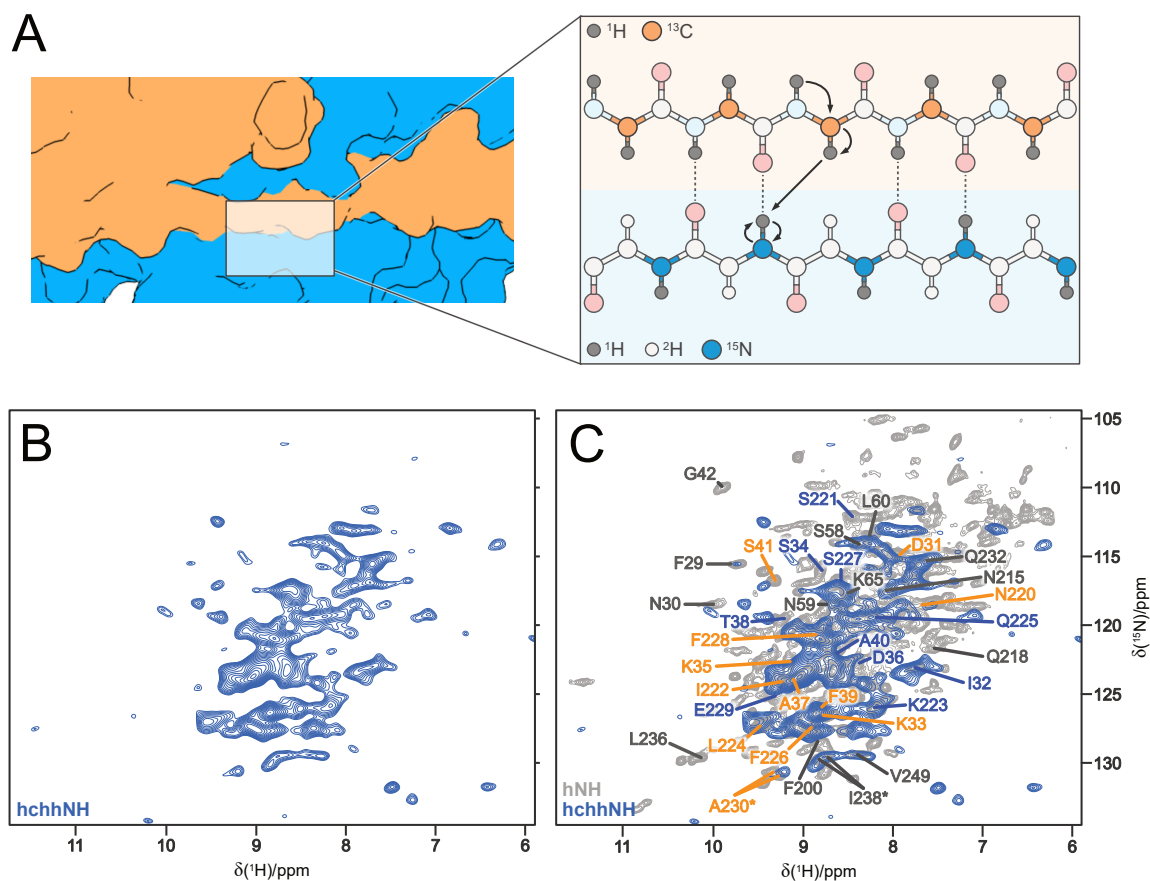 A
¹H ¹³C
¹H ²H ¹⁵N
B
hchhNH
11 10 9 8 7 6
δ(¹H)/ppm
C
G42
S221
L60
S58
S41
S34
D31
S227
Q232
F29
K65
N215
N220
N30
N59
T38
Q225
F228
A40
Q218
K35
D36
I32
I222
A37
F39
E229
K223
K33
L236
L224
F226
V249
F200
I238*
A230*
hNH
hchhNH
105
110
115
120
125
130
δ(¹⁵N)/ppm
11 10 9 8 7 6
δ(¹H)/ppm